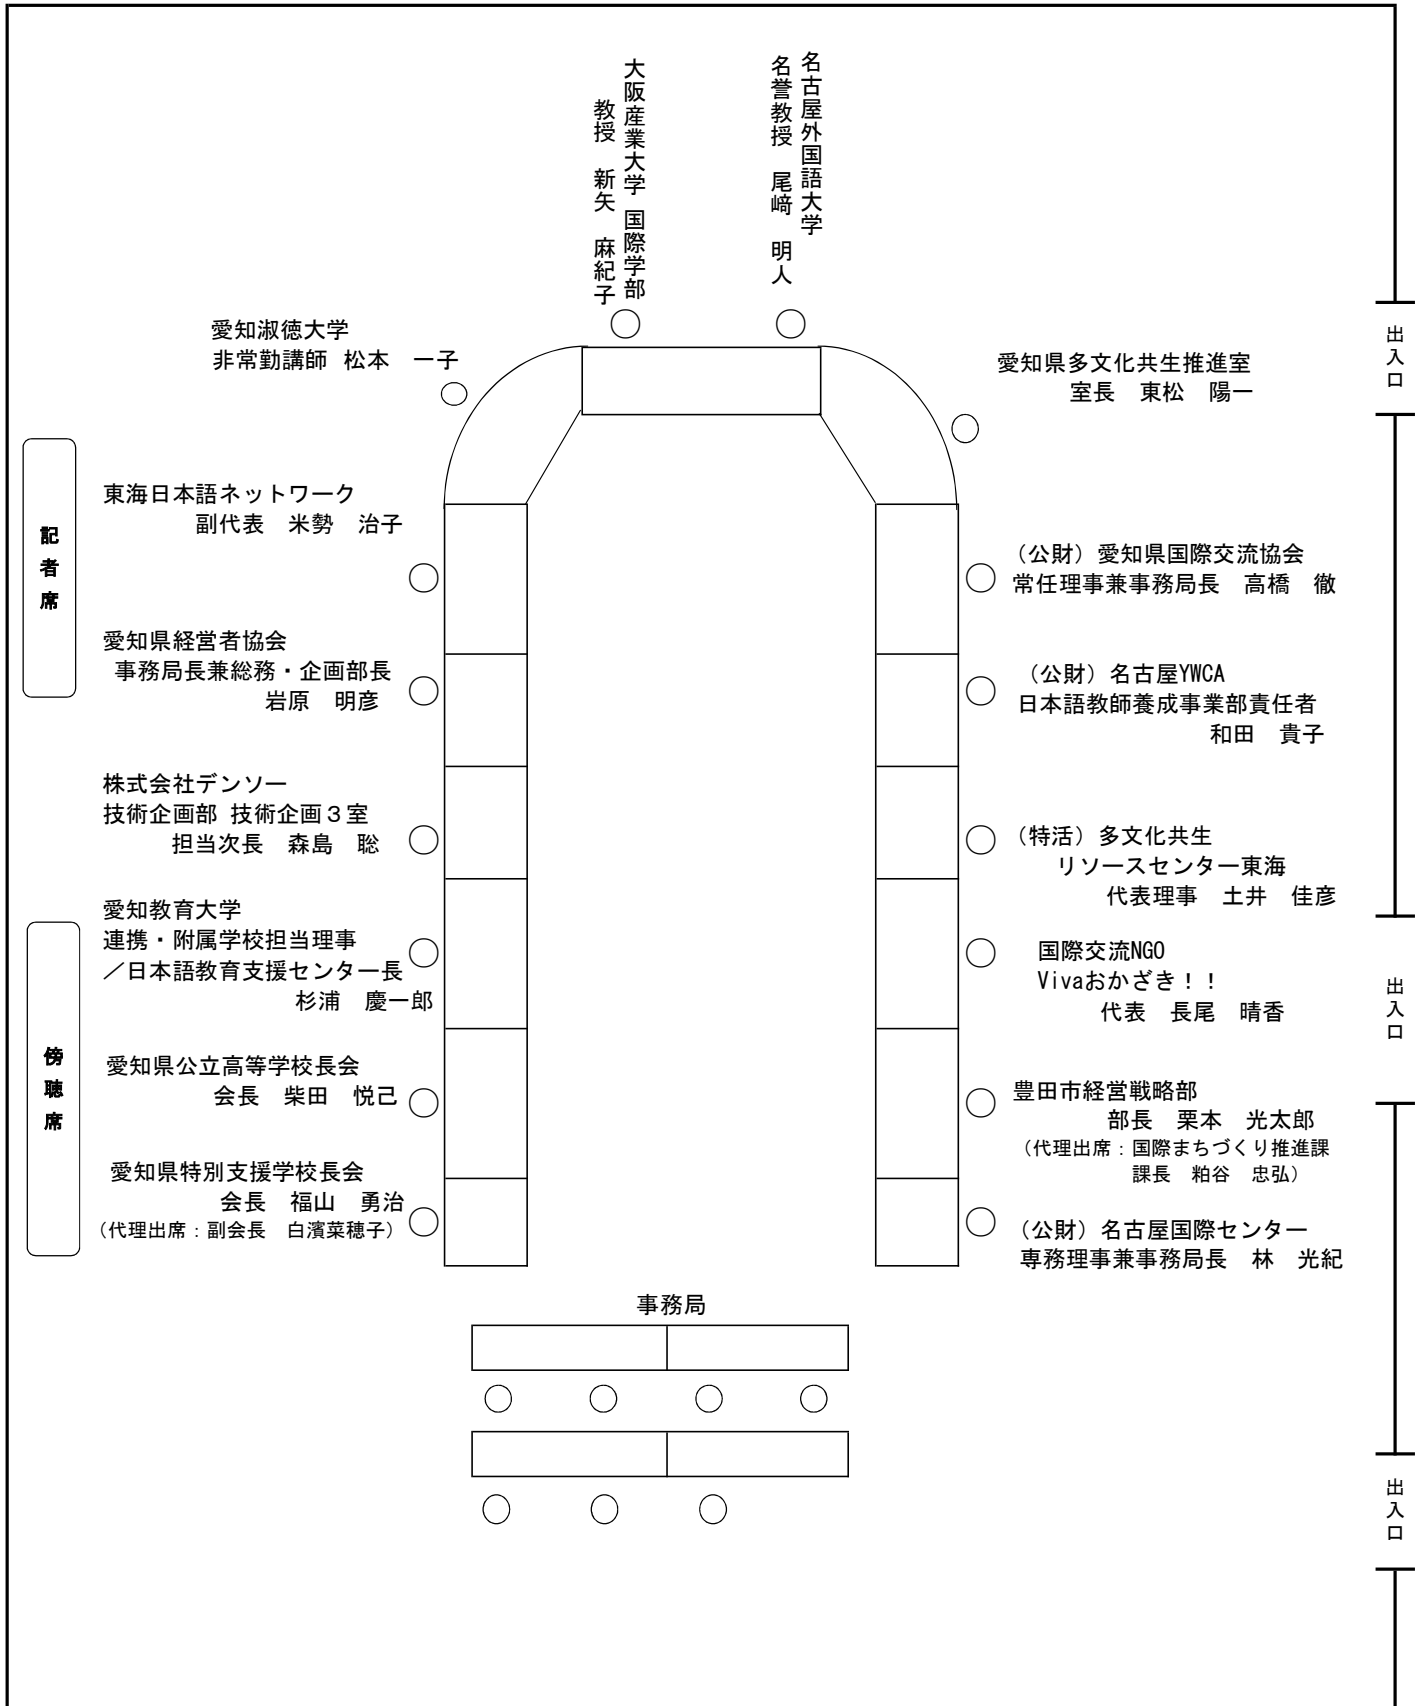 名古屋外国語大学
名誉教授　尾﨑　明人
大阪産業大学 国際学部
教授　新矢　麻紀子
愛知淑徳大学
非常勤講師 松本　一子
愛知県多文化共生推進室
室長　東松　陽一
出入口
記者席
東海日本語ネットワーク
副代表　米勢　治子
（公財）愛知県国際交流協会
常任理事兼事務局長　高橋　徹
愛知県経営者協会
事務局長兼総務・企画部長
岩原　明彦
（公財）名古屋YWCA
日本語教師養成事業部責任者
和田　貴子
株式会社デンソー
技術企画部 技術企画３室
担当次長　森島　聡
（特活）多文化共生
リソースセンター東海
代表理事　土井　佳彦
愛知教育大学
連携・附属学校担当理事
／日本語教育支援センター長
杉浦　慶一郎
国際交流NGO
Vivaおかざき！！
代表　長尾　晴香
出入口
傍聴席
愛知県公立高等学校長会
会長　柴田　悦己
豊田市経営戦略部
部長　栗本　光太郎
（代理出席：国際まちづくり推進課
課長　粕谷　忠弘）
愛知県特別支援学校長会
会長　福山　勇治
（代理出席：副会長　白濱菜穂子）
（公財）名古屋国際センター
専務理事兼事務局長　林　光紀
事務局
出入口